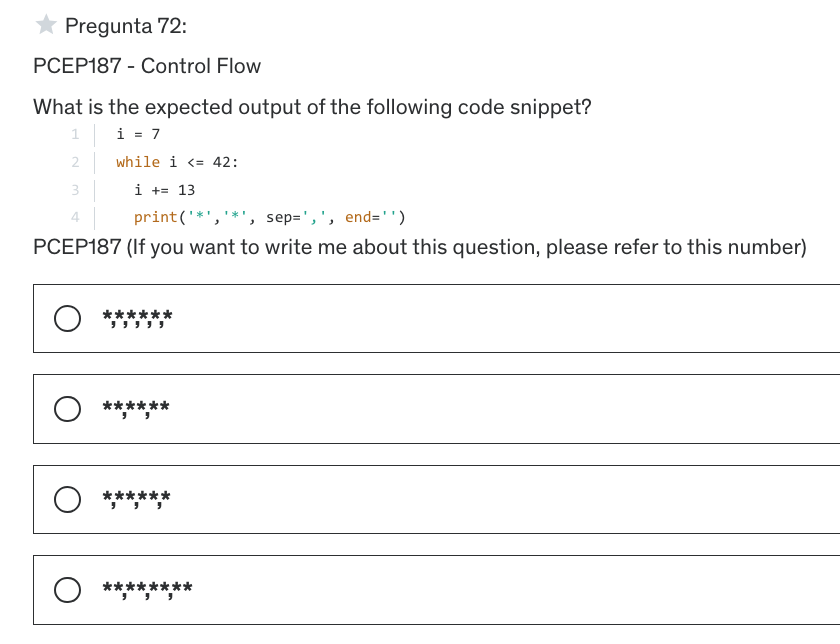 Pregunta 72:
PCEP187 - Control Flow
What is the expected output of the following code snippet?
1 i = 7
2 while i <= 42:
3 i += 13
4 print('*','*', sep=',', end='')
PCEP187 (If you want to write me about this question, please refer to this number)
*,*,*,*,*,*
**,**,**
*,**,**,*
**,**,**,**